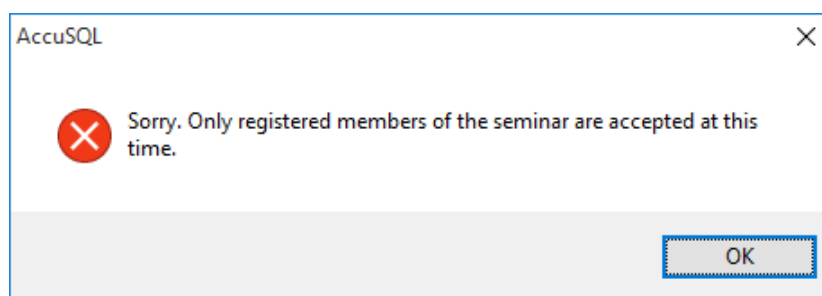 AccuSQL
Sorry. Only registered members of the seminar are accepted at this
time.
OK